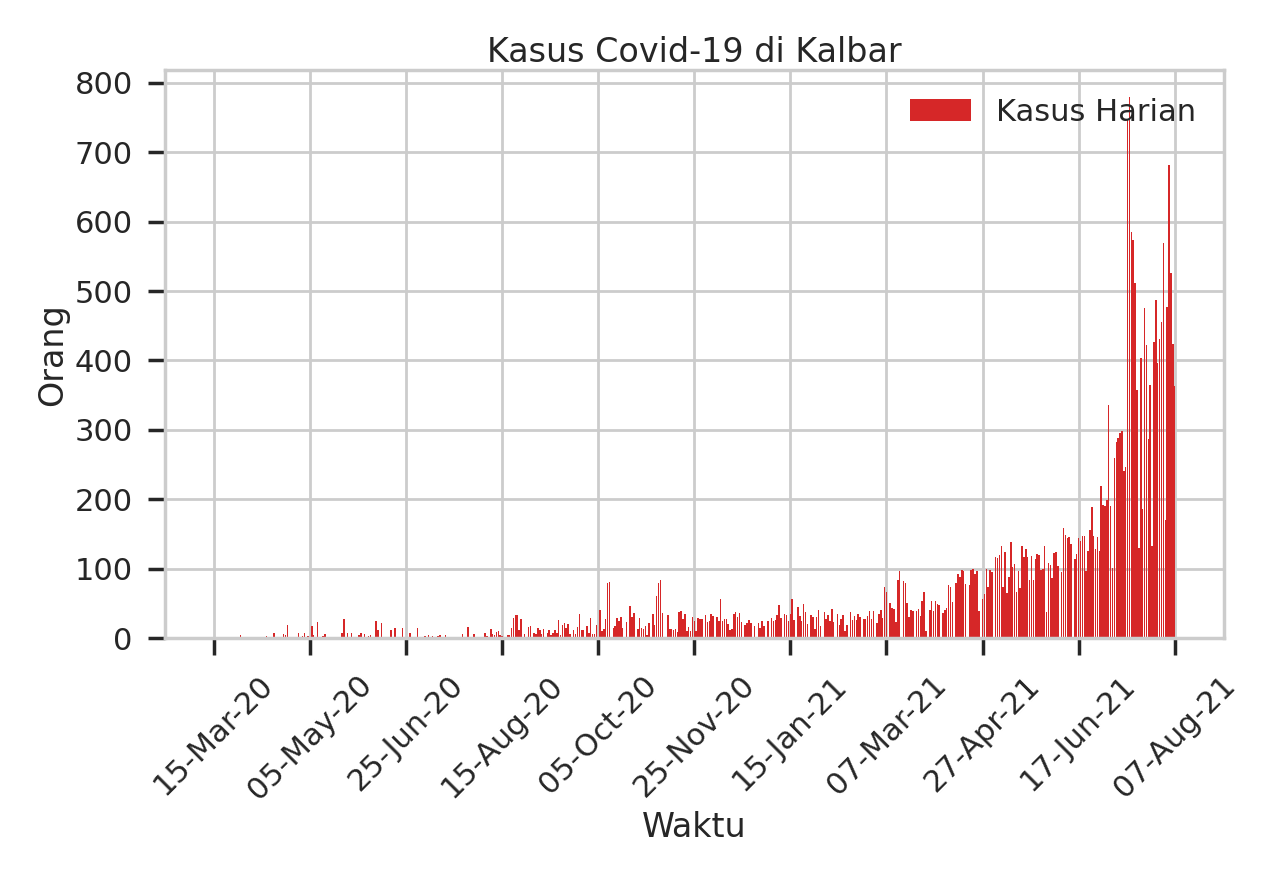 Kasus Covid-19 di Kalbar
Kasus Harian
Orang
800
700
600
500
400
300
200
100
0
15-Mar-20
05-May-20
25-Jun-20
15-Aug-20
05-Oct-20
25-Nov-20
15-Jan-21
07-Mar-21
27-Apr-21
17-Jun-21
07-Aug-21
Waktu